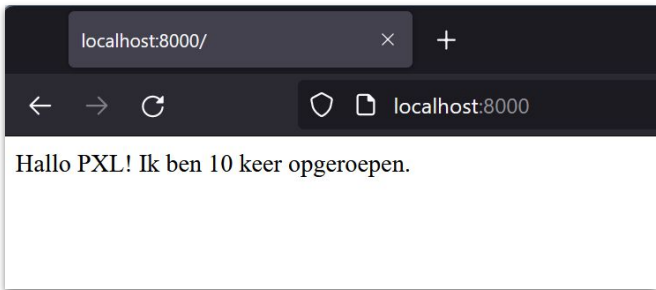 localhost:8000/
localhost:8000
Hallo PXL! Ik ben 10 keer opgeroepen.